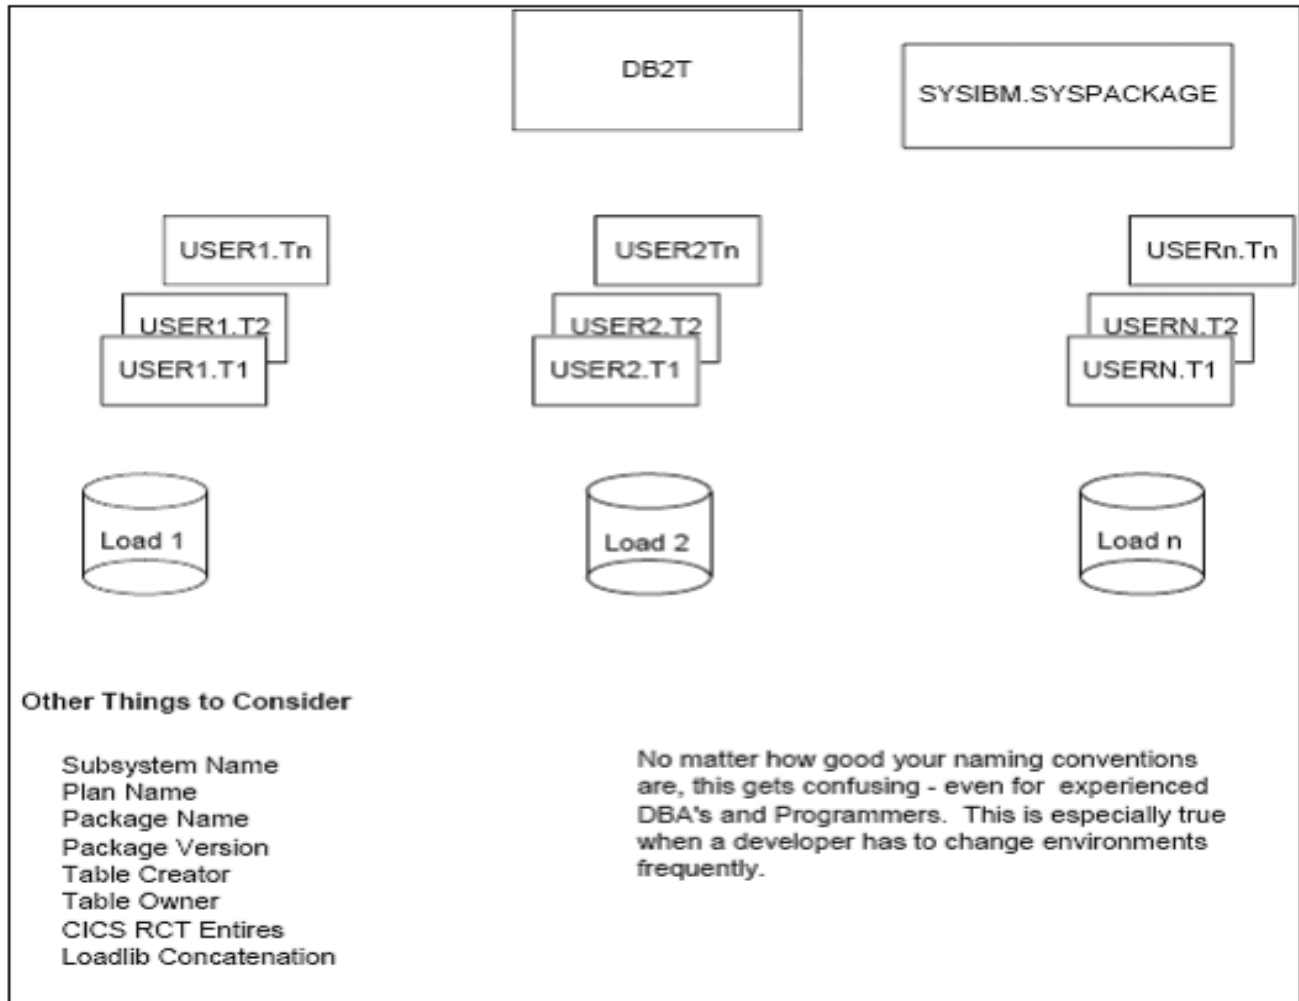 DB2T
SYSIBM.SYSPACKAGE
USER1.Tn
USER2Tn
USERn.Tn
USER1.T2
USER2.T2
USERN.T2
USER1.T1
USER2.T1
USERN.T1
Load 1
Load 2
Load n
Other Things to Consider
Subsystem Name
Plan Name
Package Name
Package Version
Table Creator
Table Owner
CICS RCT Entires
Loadlib Concatenation
No matter how good your naming conventions
are, this gets confusing - even for experienced
DBA's and Programmers. This is especially true
when a developer has to change environments
frequently.